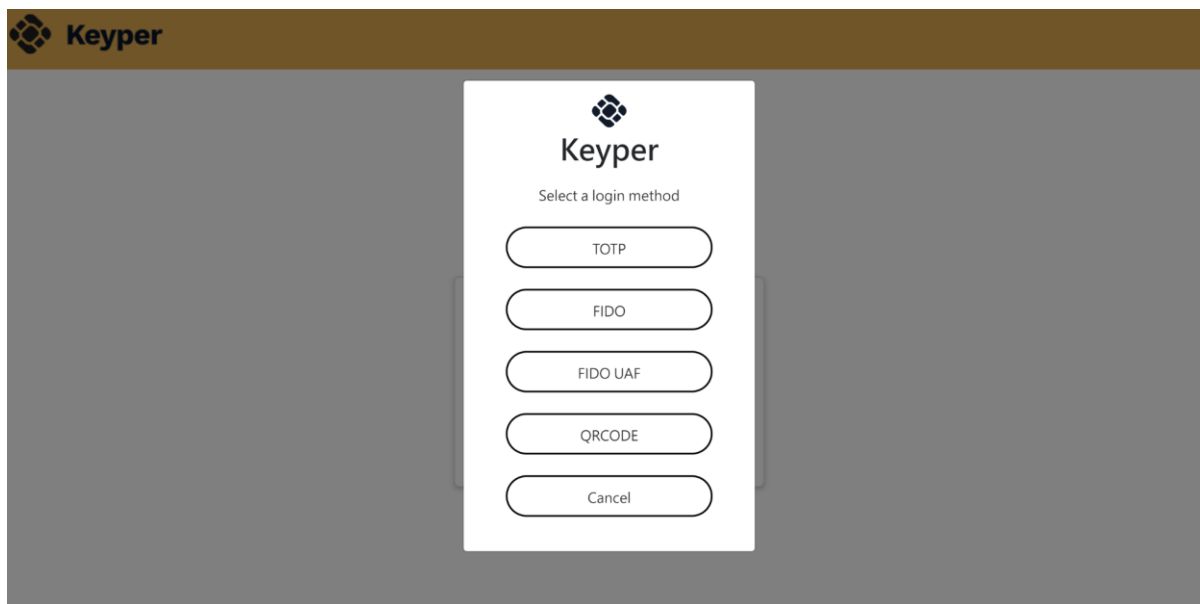 Keyper
Keyper
Select a login method
TOTP
FIDO
FIDO UAF
QRCODE
Cancel